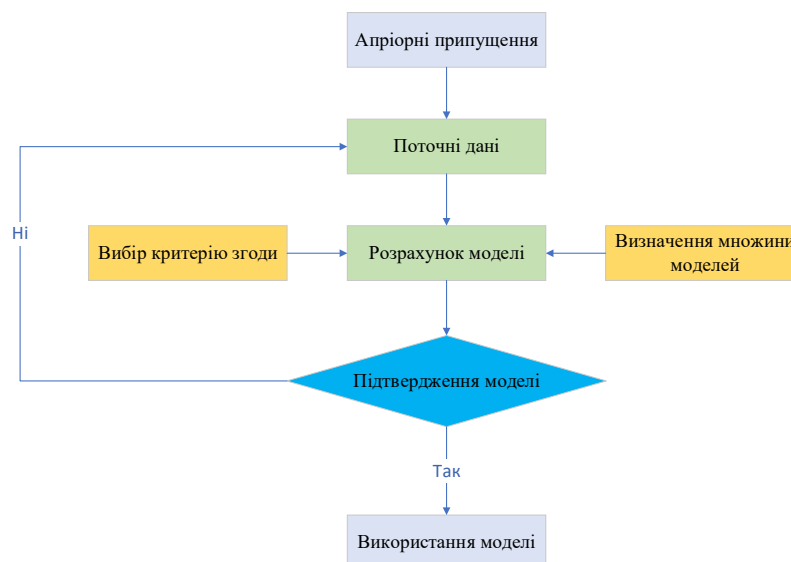 Апріорні припущення
Поточні дані
Ні
Вибір критерію згоди
Розрахунок моделі
Визначення множини
моделей
Підтвердження моделі
Так
Використання моделі